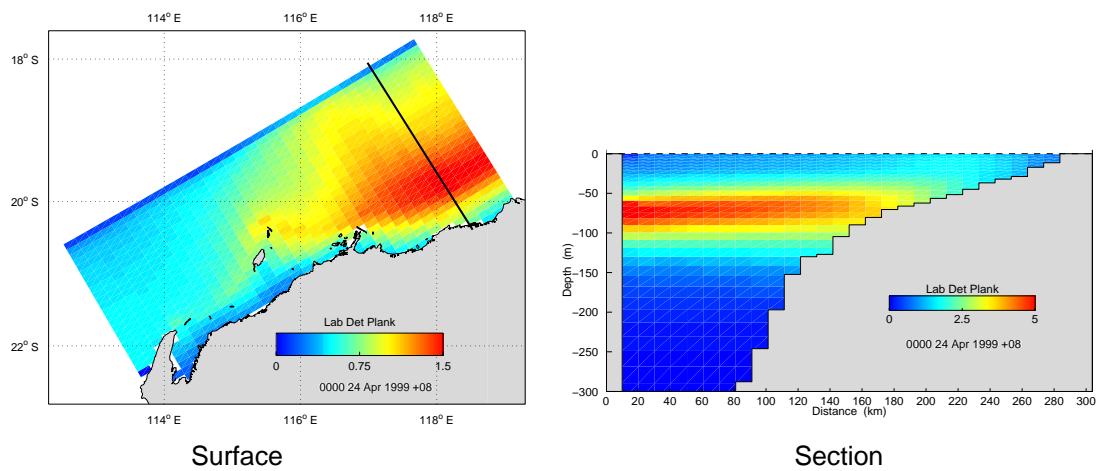 114° E 116° E 118° E
18° S
20° S
22° S
Lab Det Plank
0 0.75 1.5
0000 24 Apr 1999 +08
114° E 116° E 118° E
Surface
0
−50
−100
−150
−200
−250
−300
Depth (m)
Lab Det Plank
0 2.5 5
0000 24 Apr 1999 +08
0 20 40 60 80 100 120 140 160 180 200 220 240 260 280 300
Distance (km)
Section